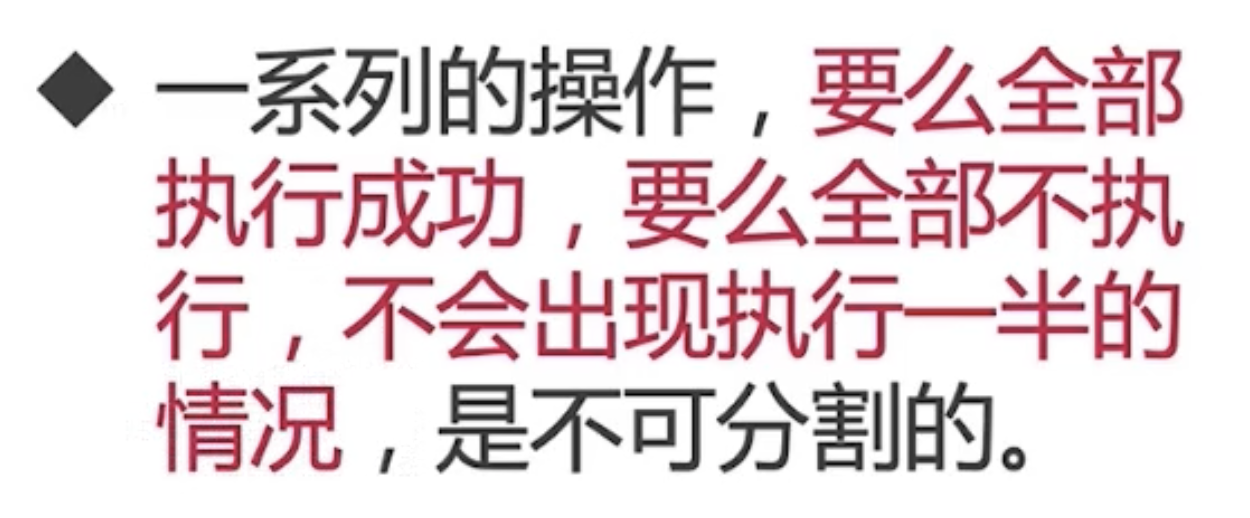 ◆ 一系列的操作，要么全部
执行成功，要么全部不执
行，不会出现执行一半的
情况，是不可分割的。